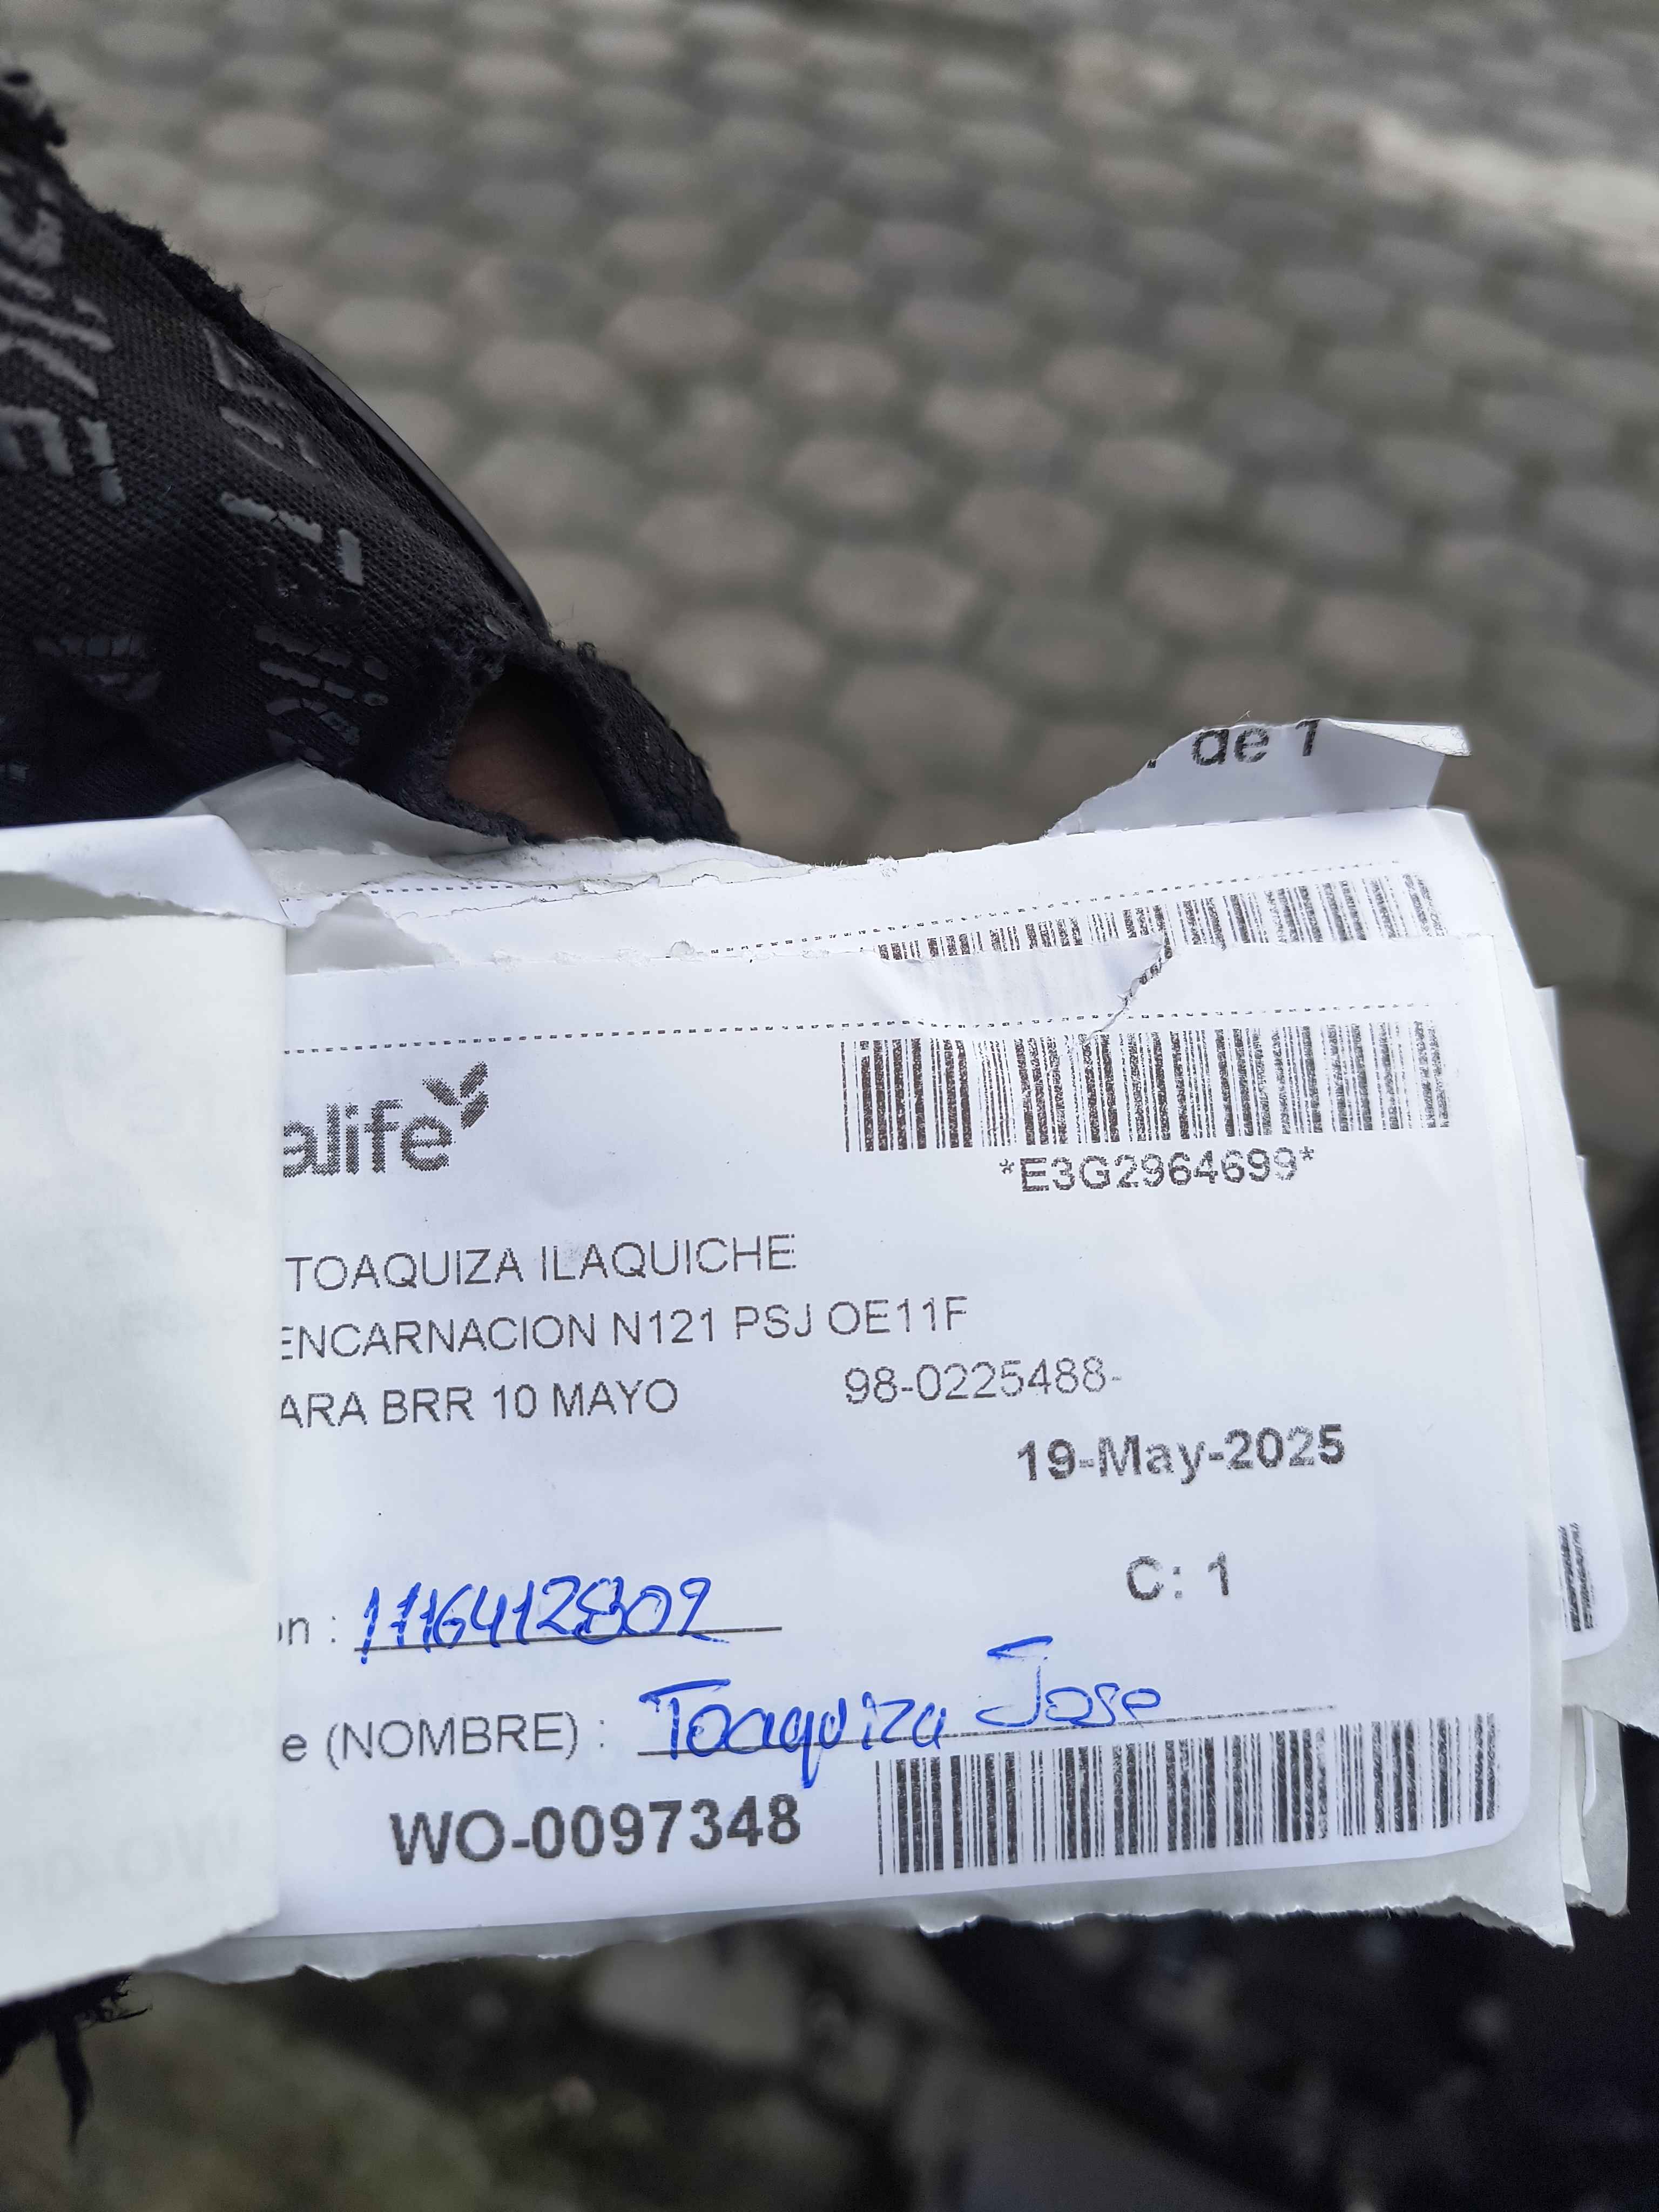 de 1
alife
*E3G2964699*
TOAQUIZA ILAQUICHE
ENCARNACION N121 PSJ OE11F
ARA BRR 10 MAYO 98-0225488-
19-May-2025
C: 1
on : 1716412802
e (NOMBRE) : Toaquiza Jose
WO-0097348